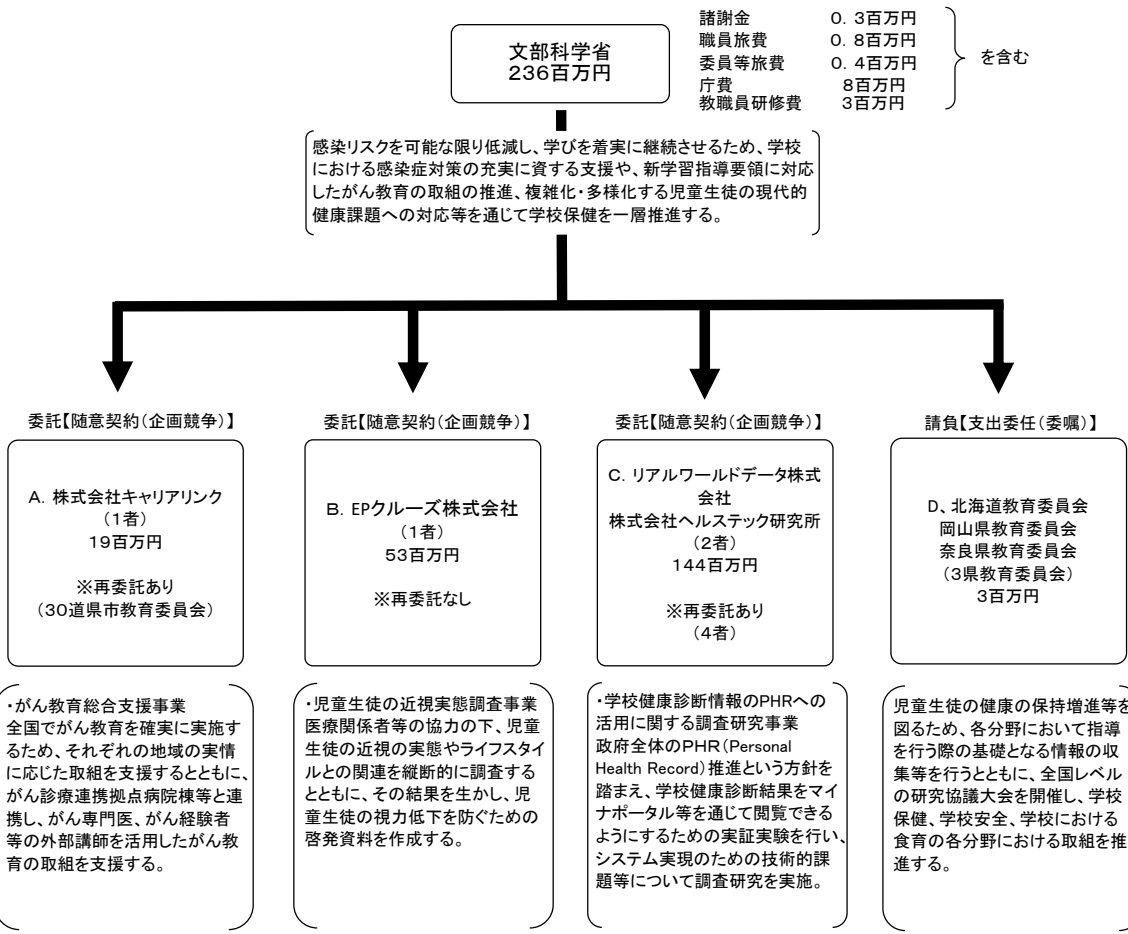 文部科学省
236百万円
諸謝金 0．3百万円
職員旅費 0．8百万円
委員等旅費 0．4百万円
庁費 8百万円
教職員研修費 3百万円
を含む
感染リスクを可能な限り低減し、学びを着実に継続させるため、学校
における感染症対策の充実に資する支援や、新学習指導要領に対応
したがん教育の取組の推進、複雑化・多様化する児童生徒の現代的
健康課題への対応等を通じて学校保健を一層推進する。
委託【随意契約（企画競争）】
A．株式会社キャリアリンク
（1者）
19百万円
※再委託あり
（30道県市教育委員会）
・がん教育総合支援事業
全国でがん教育を確実に実施す
るため、それぞれの地域の実情
に応じた取組を支援するとともに、
がん診療連携拠点病院棟等と連
携し、がん専門医、がん経験者
等の外部講師を活用したがん教
育の取組を支援する。
委託【随意契約（企画競争）】
B．EPクルーズ株式会社
（1者）
53百万円
※再委託なし
・児童生徒の近視実態調査事業
医療関係者等の協力の下、児童
生徒の近視の実態やライフスタイ
ルとの関連を縦断的に調査する
とともに、その結果を生かし、児
童生徒の視力低下を防ぐための
啓発資料を作成する。
委託【随意契約（企画競争）】
C．リアルワールドデータ株式
会社
株式会社ヘルステック研究所
（2者）
144百万円
※再委託あり
（4者）
・学校健康診断情報のPHRへの
活用に関する調査研究事業
政府全体のPHR（Personal
Health Record）推進という方針を
踏まえ、学校健康診断結果をマイ
ナポータル等を通じて閲覧できる
ようにするための実証実験を行い、
システム実現のための技術的課
題等について調査研究を実施。
請負【支出委任（委嘱）】
D、北海道教育委員会
岡山県教育委員会
奈良県教育委員会
（3県教育委員会）
3百万円
児童生徒の健康の保持増進等を
図るため、各分野において指導
を行う際の基礎となる情報の収
集等を行うとともに、全国レベル
の研究協議大会を開催し、学校
保健、学校安全、学校における
食育の各分野における取組を推
進する。